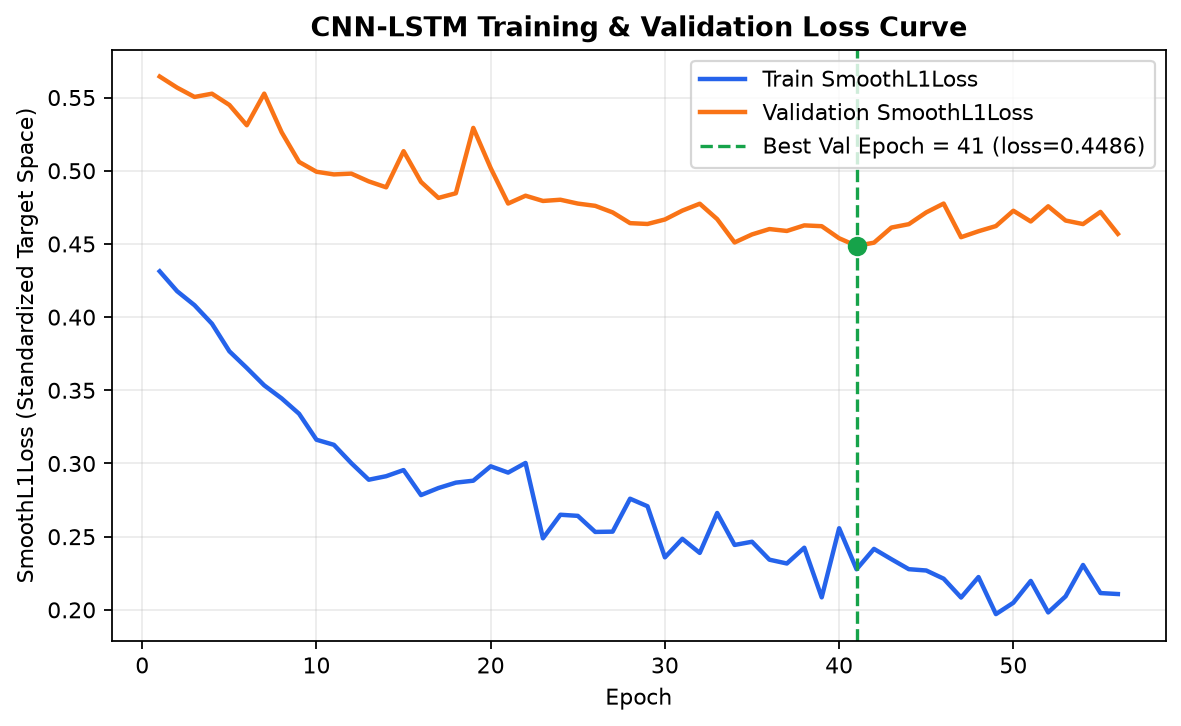 CNN-LSTM Training & Validation Loss Curve
Train SmoothL1Loss
Validation SmoothL1Loss
Best Val Epoch = 41 (loss=0.4486)
SmoothL1Loss (Standardized Target Space)
0.55
0.50
0.45
0.40
0.35
0.30
0.25
0.20
0 10 20 30 40 50
Epoch